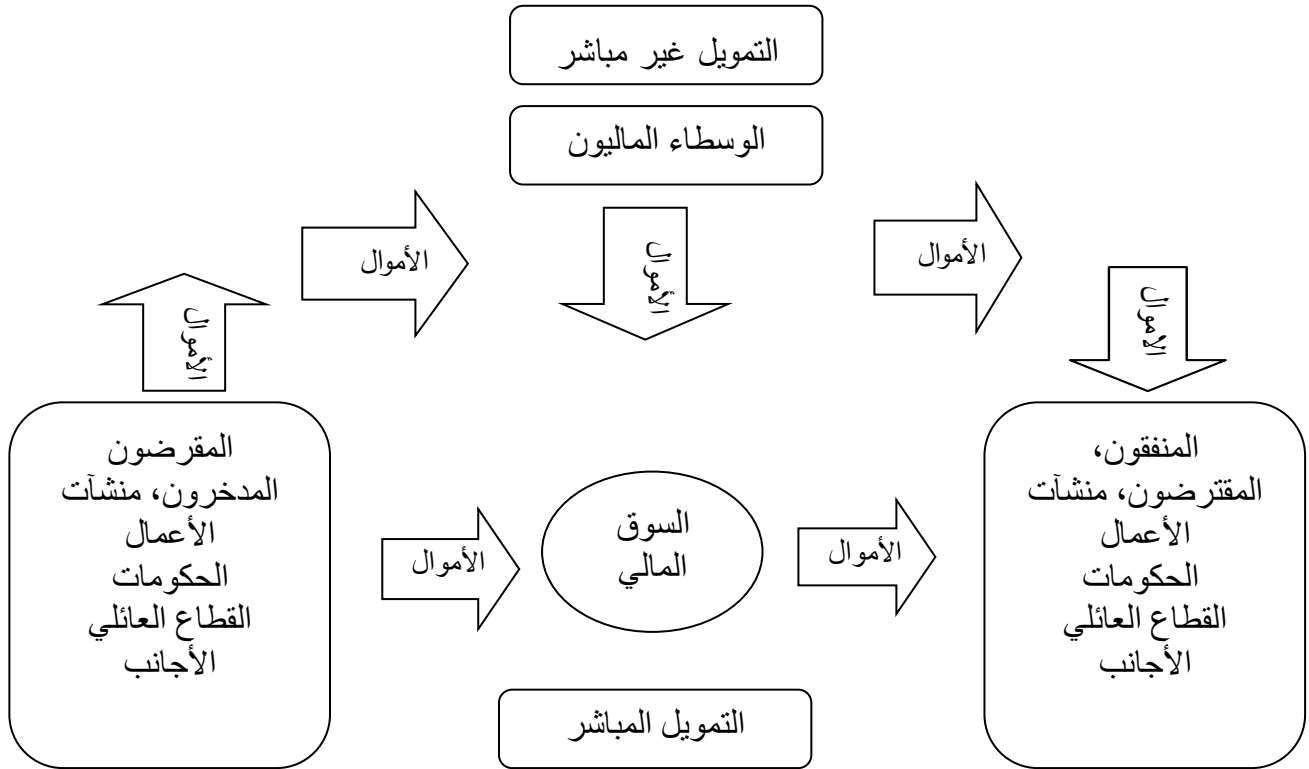 التمويل غير مباشر
الوسطاء الماليون
الأموال
الأموال
الأموال
الأموال
الأموال
المقرضون
المدخرون، منشآت
الأعمال
الحكومات
القطاع العائلي
الأجانب
المنفقون،
المقترضون، منشآت
الأعمال
الحكومات
القطاع العائلي
الأجانب
السوق
المالي
الأموال
الأموال
التمويل المباشر